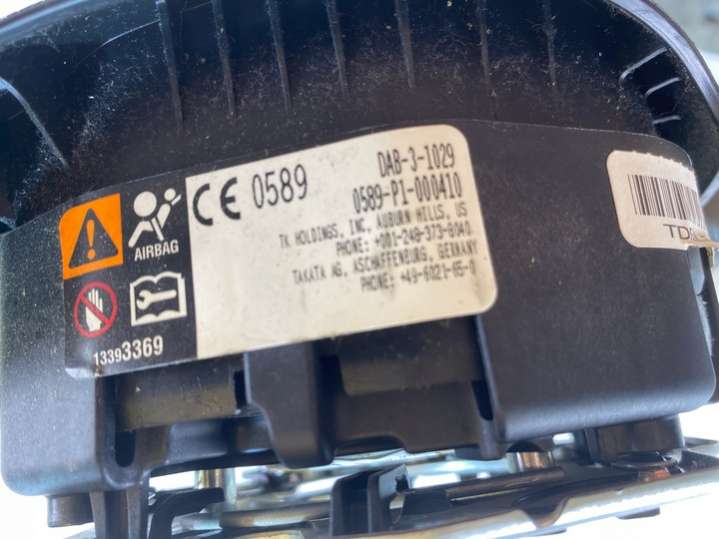 DAB-3-1029
CE 0589
0589-P1-000410
TK HOLDINGS, INC, AUBURN HILLS, US
PHONE: +001-248-373-8040
TAKATA AG, ASCHAFFENBURG, GERMANY
PHONE: +49-6021-65-0
AIRBAG
13393369